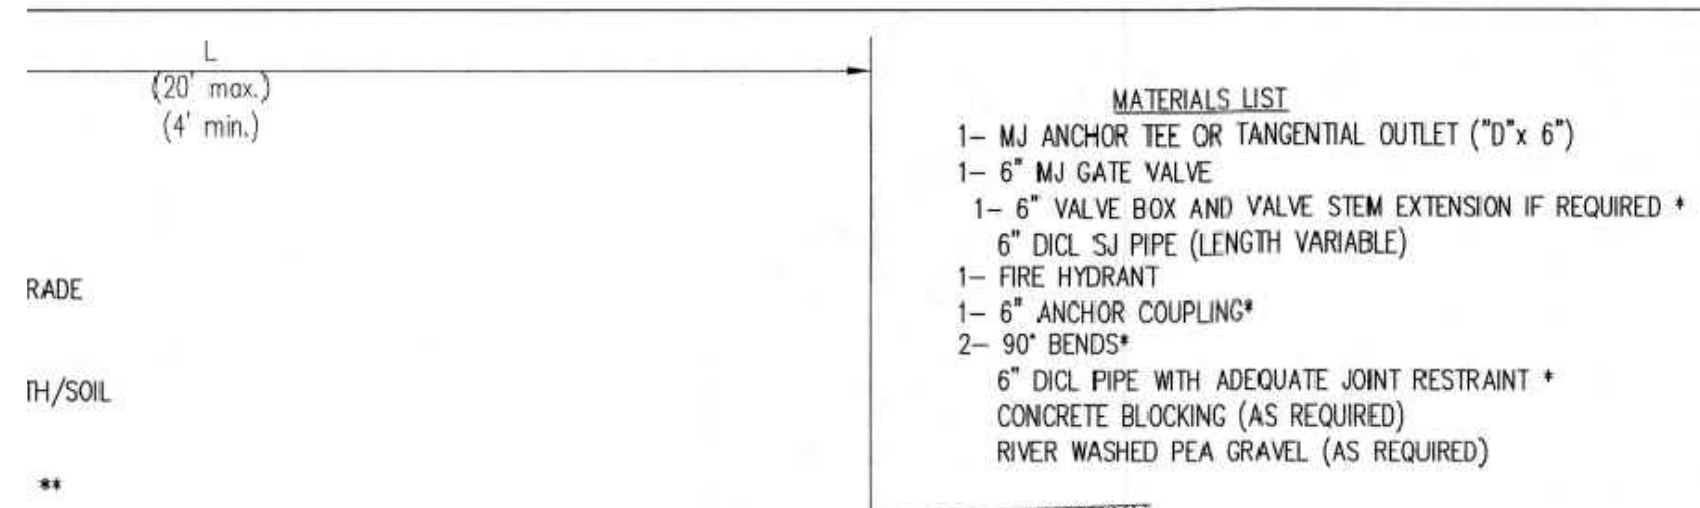 L
(20' max.)
(4' min.)
RADE
TH/SOIL
**
MATERIALS LIST
1– MJ ANCHOR TEE OR TANGENTIAL OUTLET ("D"x 6")
1– 6" MJ GATE VALVE
1– 6" VALVE BOX AND VALVE STEM EXTENSION IF REQUIRED *
6" DICL SJ PIPE (LENGTH VARIABLE)
1– FIRE HYDRANT
1– 6" ANCHOR COUPLING*
2– 90° BENDS*
6" DICL PIPE WITH ADEQUATE JOINT RESTRAINT *
CONCRETE BLOCKING (AS REQUIRED)
RIVER WASHED PEA GRAVEL (AS REQUIRED)